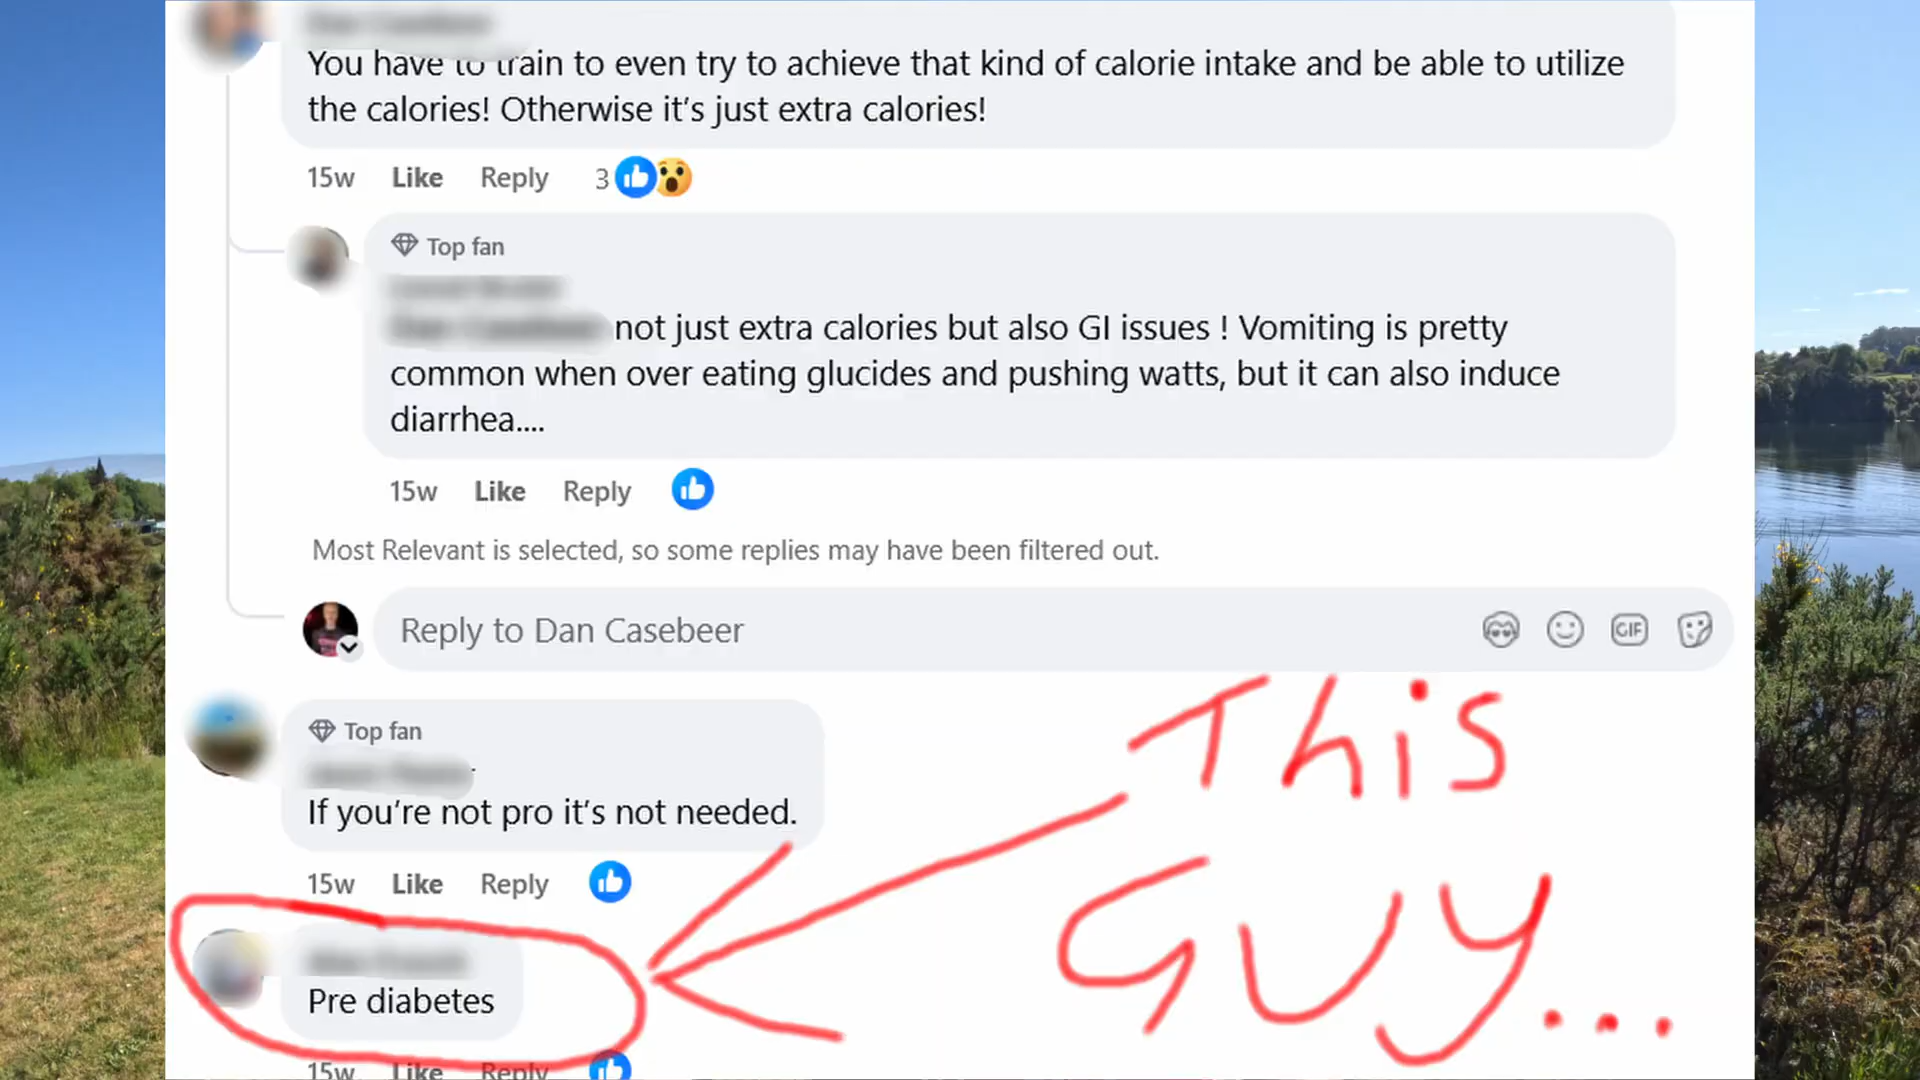 You have to train to even try to achieve that kind of calorie intake and be able to utilize
the calories! Otherwise it's just extra calories!
15w Like Reply 3
Top fan
not just extra calories but also GI issues ! Vomiting is pretty
common when over eating glucides and pushing watts, but it can also induce
diarrhea....
15w Like Reply
Most Relevant is selected, so some replies may have been filtered out.
Reply to Dan Casebeer
GIF
Top fan
If you're not pro it's not needed.
15w Like Reply
This
Guy...
Pre diabetes
15w Like Reply